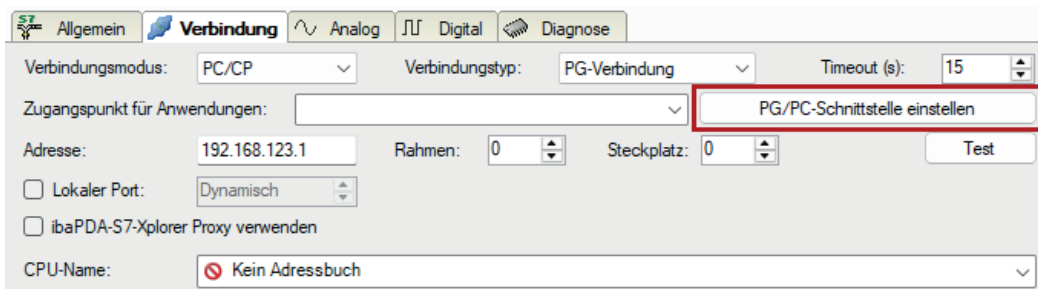 S7 Allgemein Verbindung Analog Digital Diagnose
Verbindungsmodus: PC/CP Verbindungstyp: PG-Verbindung Timeout (s): 15
Zugangspunkt für Anwendungen: PG/PC-Schnittstelle einstellen
Adresse: 192.168.123.1 Rahmen: 0 Steckplatz: 0 Test
Lokaler Port: Dynamisch
ibaPDA-S7-Xplorer Proxy verwenden
CPU-Name: Kein Adressbuch